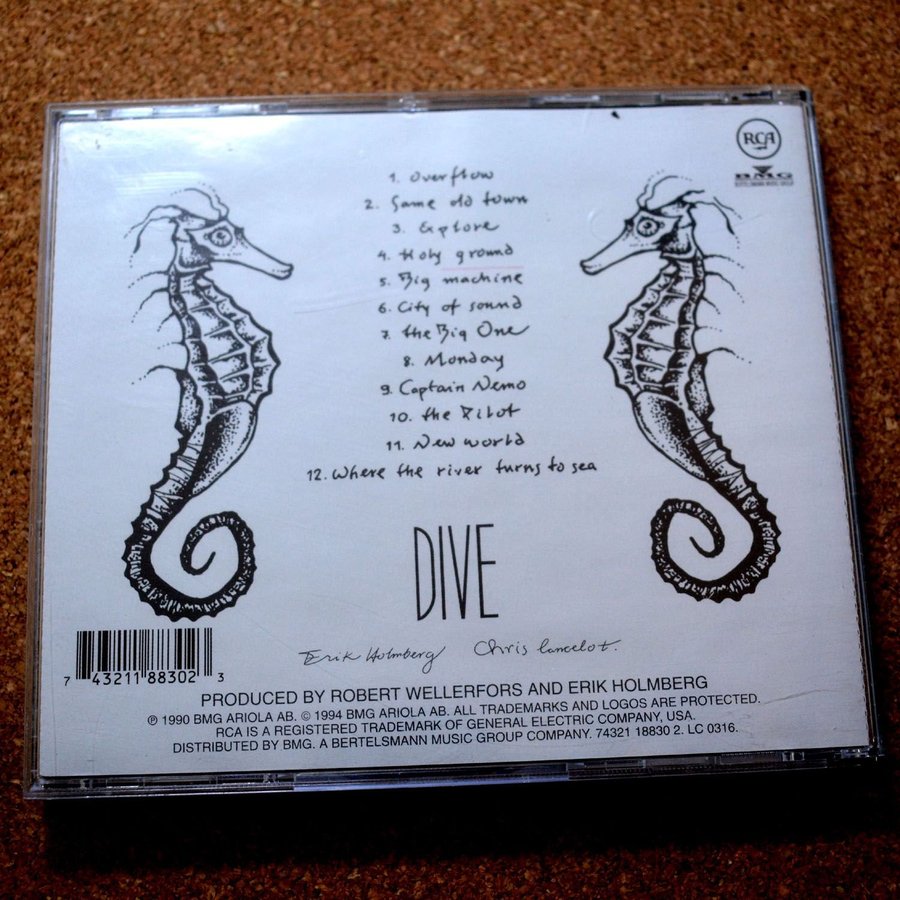 RCA
BMG
BERTELSMANN MUSIC GROUP
1. Overflow
2. Same old town
3. Explore
4. Holy ground
5. Big machine
6. City of sound
7. the Big One
8. Monday
9. Captain Nemo
10. the Pilot
11. New world
12. Where the river turns to sea
DIVE
Erik Holmberg Chris lancelot.
7 43211 88302 3
PRODUCED BY ROBERT WELLERFORS AND ERIK HOLMBERG
℗ 1990 BMG ARIOLA AB. © 1994 BMG ARIOLA AB. ALL TRADEMARKS AND LOGOS ARE PROTECTED.
RCA IS A REGISTERED TRADEMARK OF GENERAL ELECTRIC COMPANY, USA.
DISTRIBUTED BY BMG. A BERTELSMANN MUSIC GROUP COMPANY. 74321 18830 2. LC 0316.